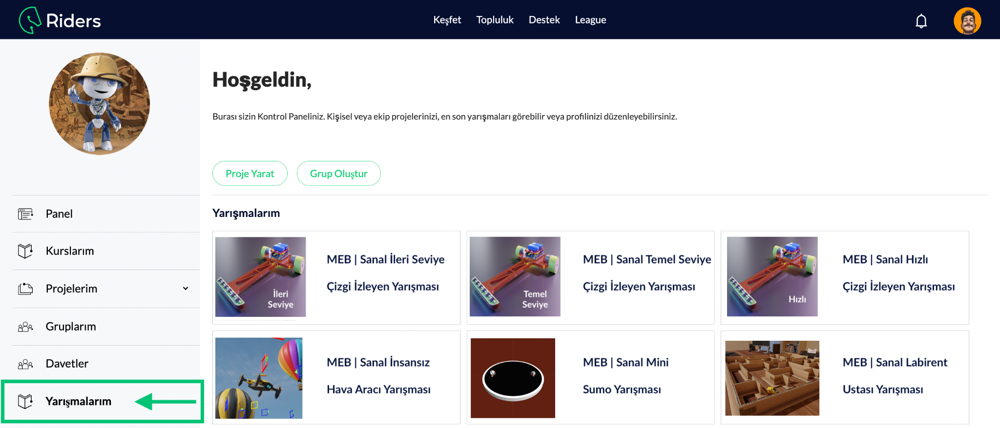 Riders
Keşfet
Topluluk
Destek
League
Hoşgeldin,
Burası sizin Kontrol Paneliniz. Kişisel veya ekip projelerinizi, en son yarışmaları görebilir veya profilinizi düzenleyebilirsiniz.
Proje Yarat
Grup Oluştur
Panel
Kurslarım
Projelerim
Gruplarım
Davetler
Yarışmalarım
Yarışmalarım
İleri
Seviye
MEB | Sanal İleri Seviye
Çizgi İzleyen Yarışması
Temel
Seviye
MEB | Sanal Temel Seviye
Çizgi İzleyen Yarışması
Hızlı
MEB | Sanal Hızlı
Çizgi İzleyen Yarışması
MEB | Sanal İnsansız
Hava Aracı Yarışması
MEB | Sanal Mini
Sumo Yarışması
MEB | Sanal Labirent
Ustası Yarışması